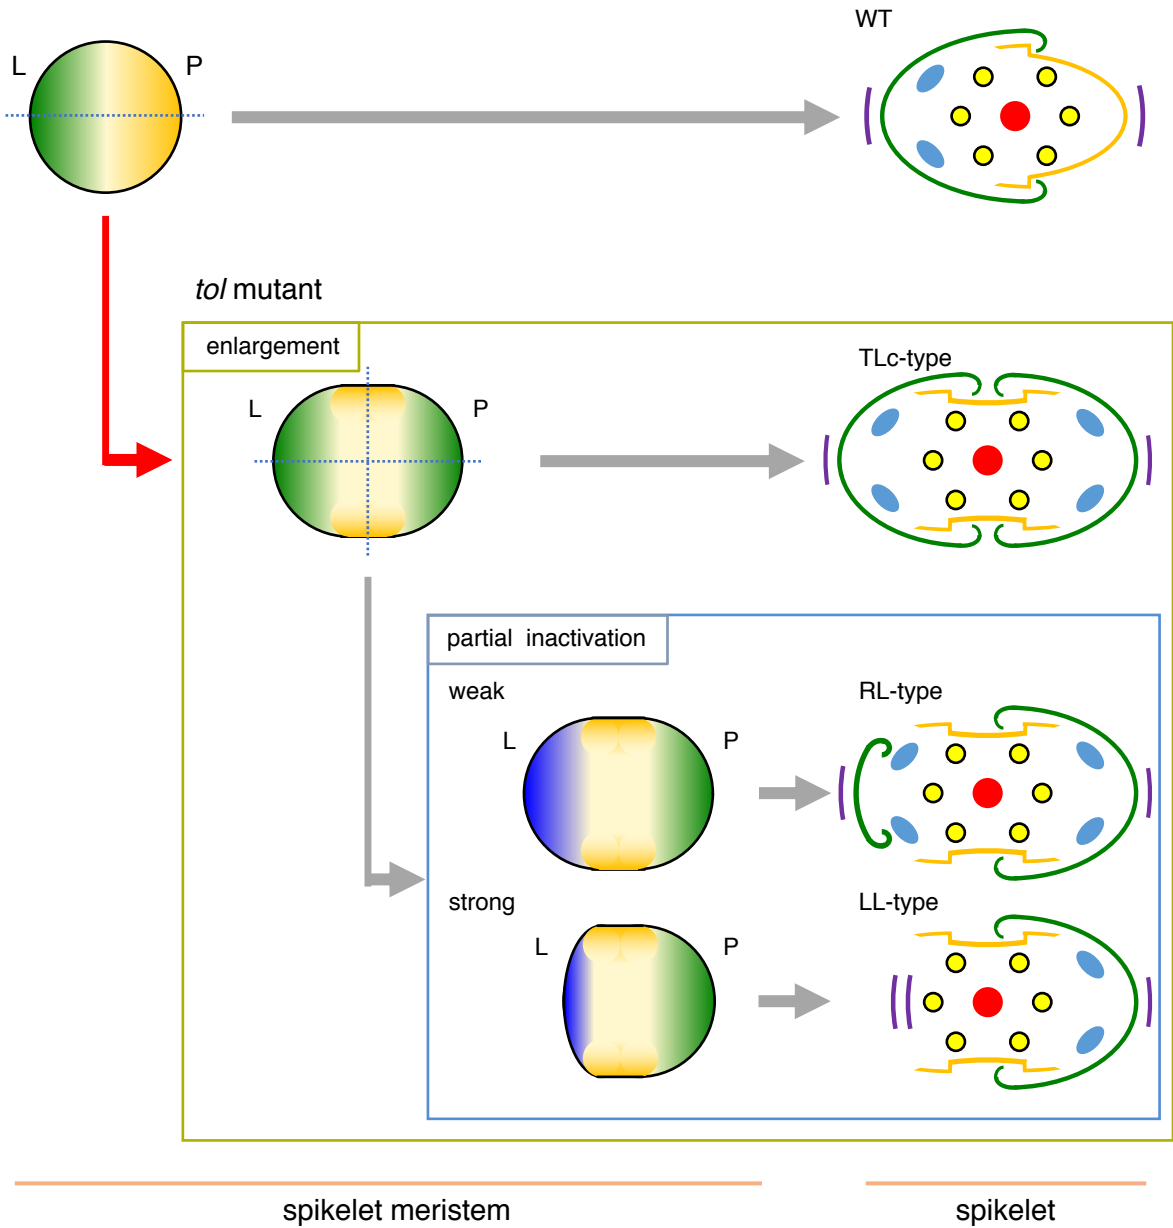 WT
L
P
tol mutant
enlargement
TLc-type
L
P
partial inactivation
weak
RL-type
L
P
strong
LL-type
L
P
spikelet meristem
spikelet